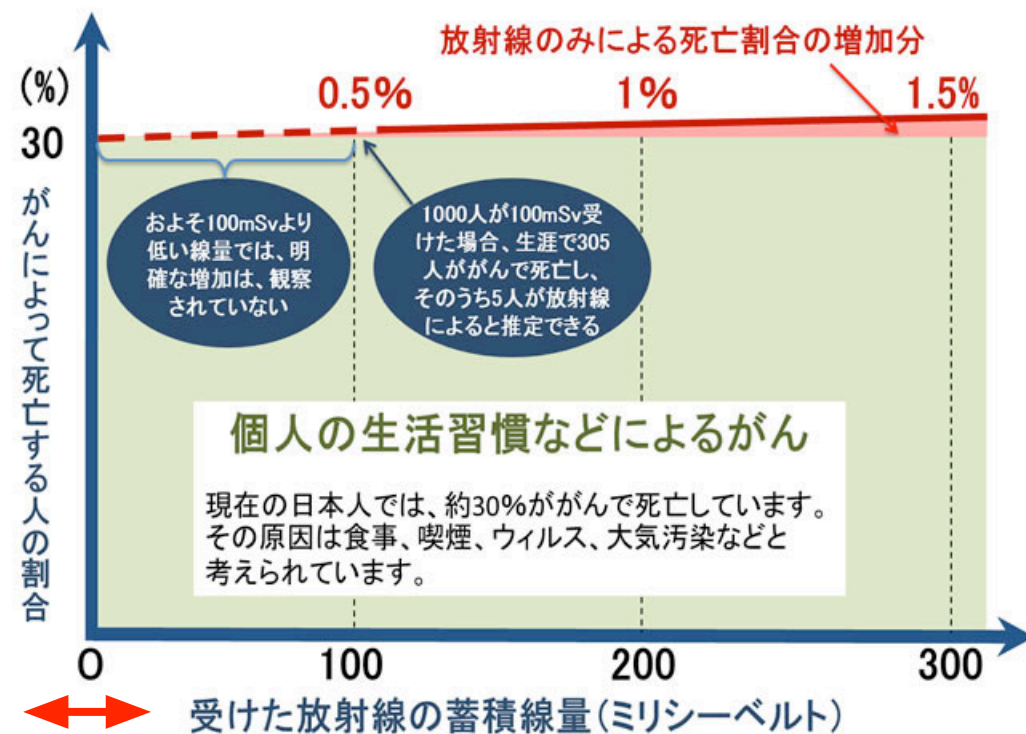 放射線のみによる死亡割合の増加分
(%)
0.5%
1%
1.5%
30
がんによって死亡する人の割合
およそ100mSvより
低い線量では、明
確な増加は、観察
されていない
1000人が100mSv受
けた場合、生涯で305
人ががんで死亡し、
そのうち5人が放射線
によると推定できる
個人の生活習慣などによるがん
現在の日本人では、約30%ががんで死亡しています。
その原因は食事、喫煙、ウィルス、大気汚染などと
考えられています。
0
100
200
300
受けた放射線の蓄積線量(ミリシーベルト)